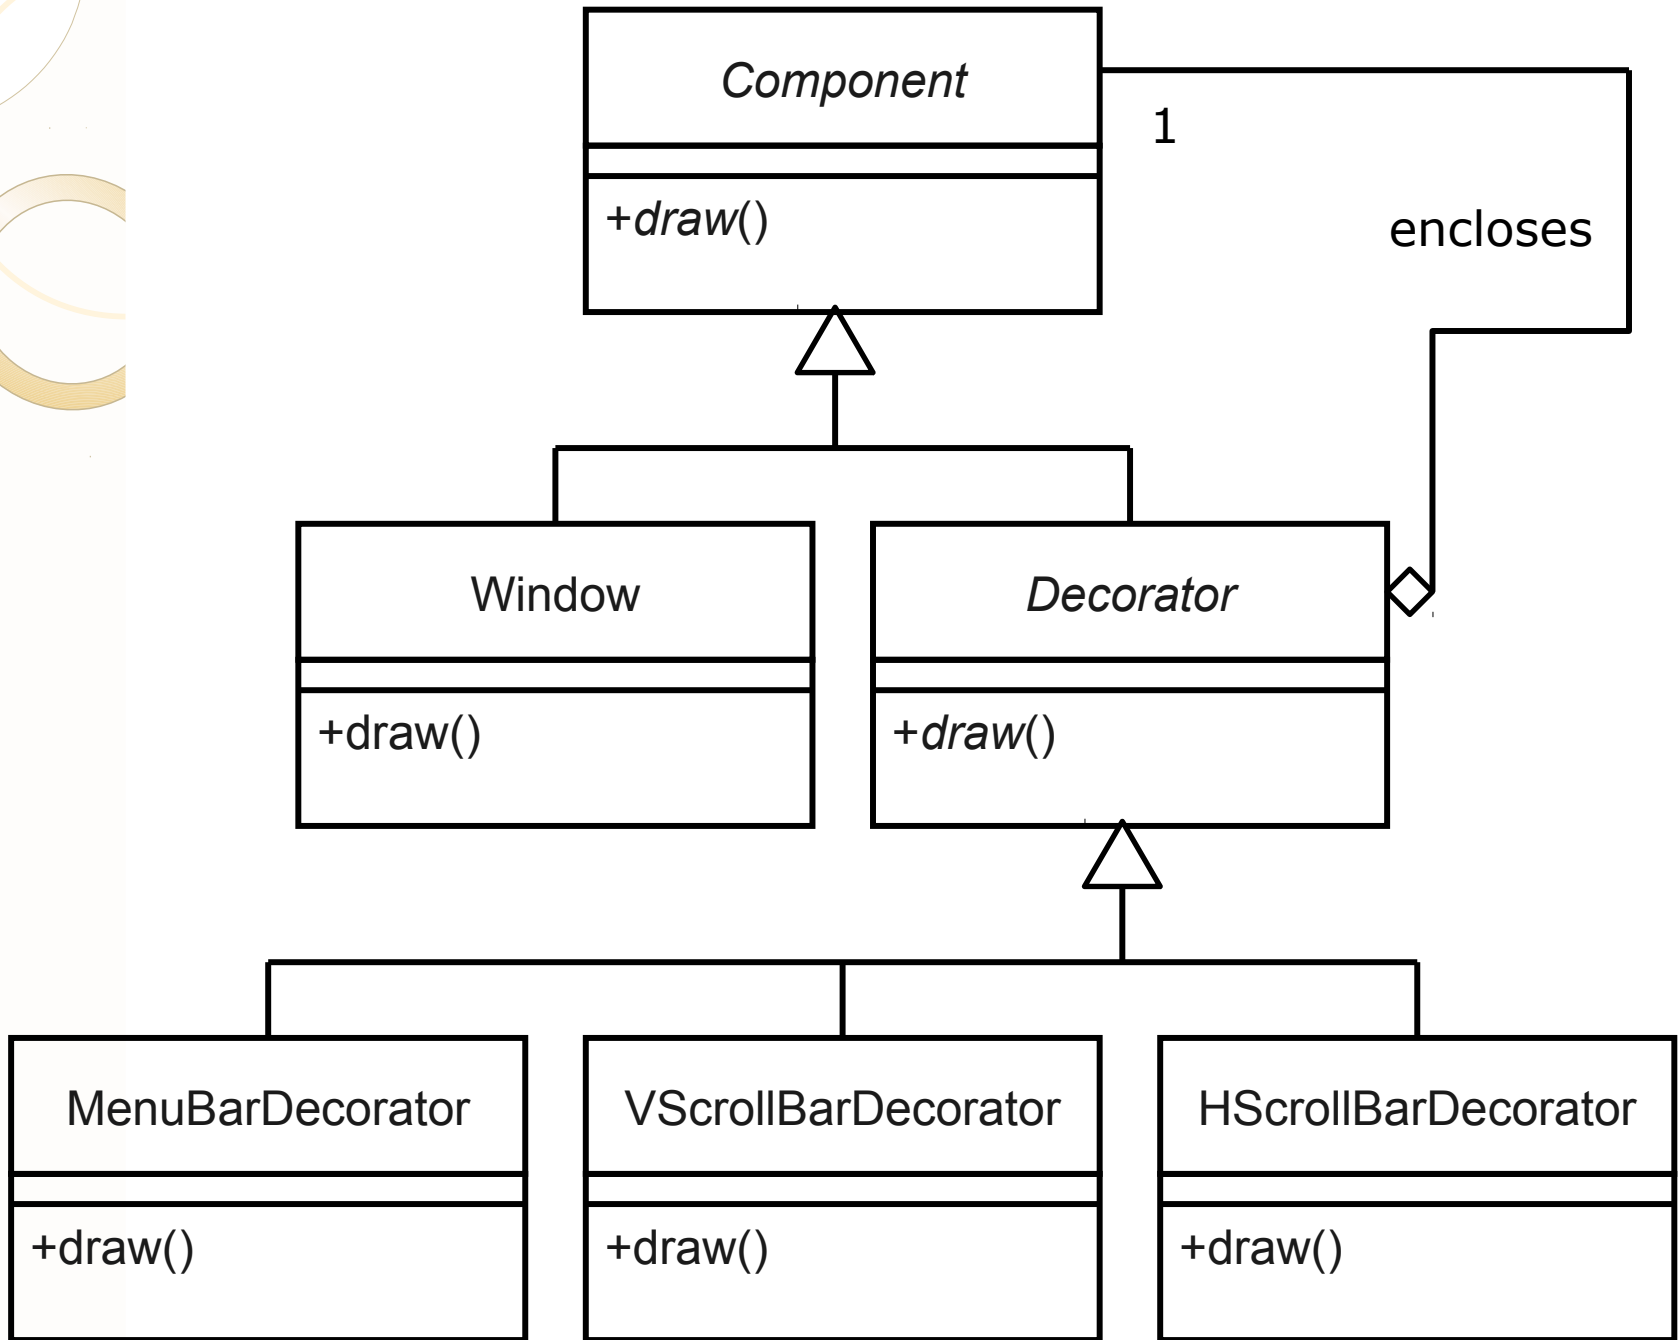 Component
1
+draw()
encloses
Window
Decorator
+draw()
+draw()
MenuBarDecorator
VScrollBarDecorator
HScrollBarDecorator
+draw()
+draw()
+draw()